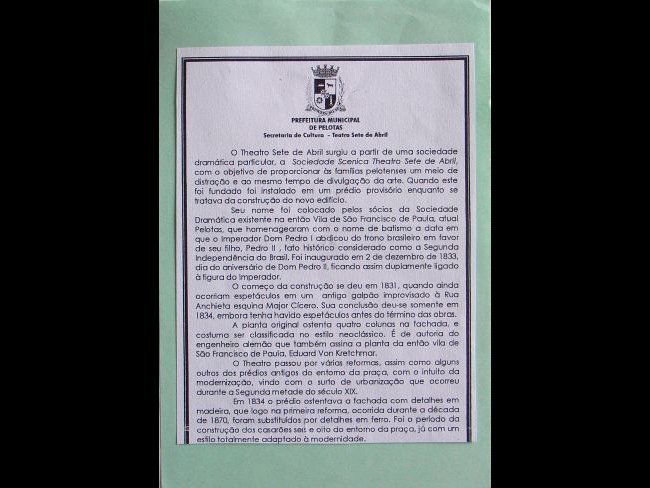 PREFEITURA MUNICIPAL
DE PELOTAS
Secretaria de Cultura - Teatro Sete de Abril
O Theatro Sete de Abril surgiu a partir de uma sociedade
dramática particular, a Sociedade Scenica Theatro Sete de Abril,
com o objetivo de proporcionar às famílias pelotenses um meio de
distração e ao mesmo tempo de divulgação da arte. Quando este
foi fundado foi instalado em um prédio provisório enquanto se
tratava da construção do novo edifício.
Seu nome foi colocado pelos sócios da Sociedade
Dramática existente na então Vila de São Francisco de Paula, atual
Pelotas, que homenagearam com o nome de batismo a data em
que o Imperador Dom Pedro I abdicou do trono brasileiro em favor
de seu filho, Pedro II , fato histórico considerado como a Segunda
Independência do Brasil. Foi inaugurado em 2 de dezembro de 1833,
dia do aniversário de Dom Pedro II, ficando assim duplamente ligado
à figura do Imperador.
O começo da construção se deu em 1831, quando ainda
ocorriam espetáculos em um antigo galpão improvisado à Rua
Anchieta esquina Major Cícero. Sua conclusão deu-se somente em
1834, embora tenha havido espetáculos antes do término das obras.
A planta original ostenta quatro colunas na fachada, e
costuma ser classificada no estilo neoclássico. É de autoria do
engenheiro alemão que também assina a planta da então vila de
São Francisco de Paula, Eduard Von Kretchmar.
O Theatro passou por várias reformas, assim como alguns
outros dos prédios antigos do entorno da praça, com o intuito da
modernização, vindo com o surto de urbanização que ocorreu
durante a Segunda metade do século XIX.
Em 1834 o prédio ostentava a fachada com detalhes em
madeira, que logo na primeira reforma, ocorrida durante a década
de 1870, foram substituídos por detalhes em ferro. Foi o período da
construção dos casarões seis e oito do entorno da praça, já com um
estilo totalmente adaptado à modernidade.